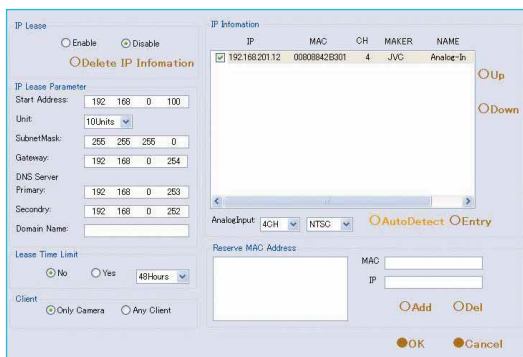 IP Lease
Enable Disable
Delete IP Infomation
IP Lease Parameter
Start Address: 192 168 0 100
Unit: 10Units
SubnetMask: 255 255 255 0
Gateway: 192 168 0 254
DNS Server
Primary: 192 168 0 253
Secondry: 192 168 0 252
Domain Name:
Lease Time Limit
No Yes 48Hours
Client
Only Camera Any Client
IP Infomation
IP MAC CH MAKER NAME
192.168.201.12 00808842B301 4 JVC Analog-In
Up
Down
AnalogInput: 4CH NTSC AutoDetect Entry
Reserve MAC Address
MAC
IP
Add Del
OK Cancel